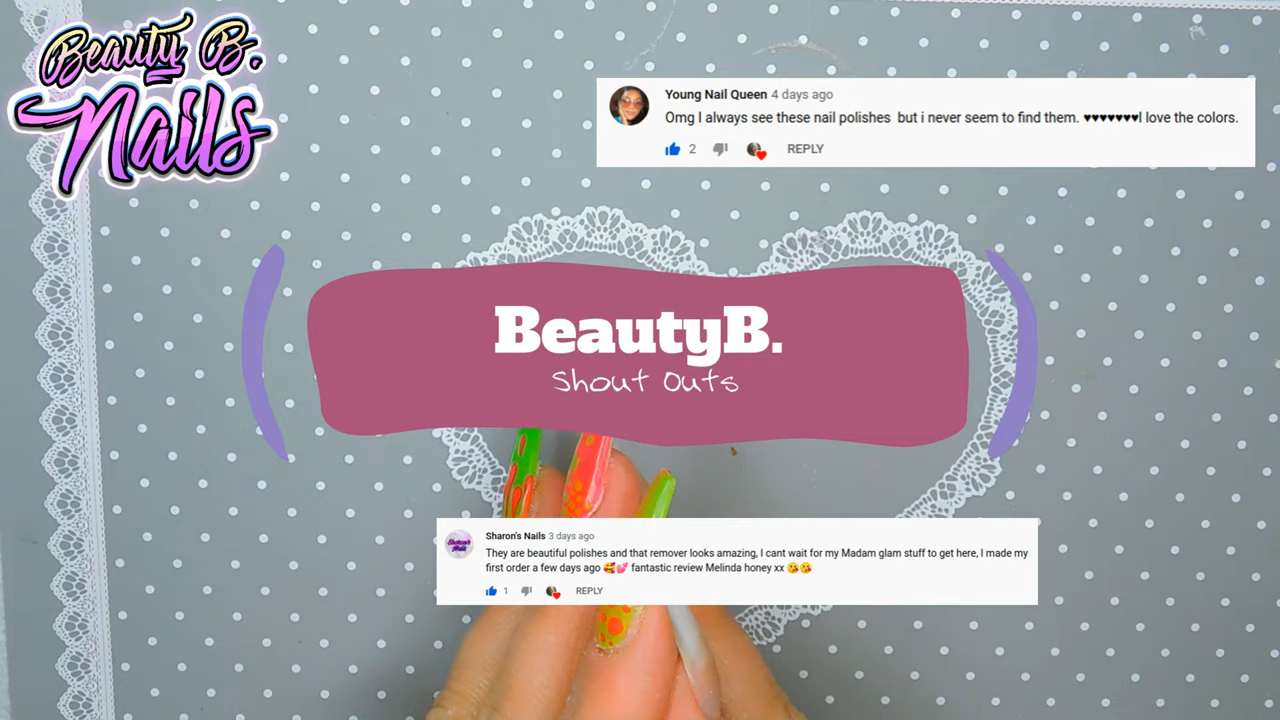 Beauty B.
Nails
Young Nail Queen 4 days ago
Omg I always see these nail polishes but i never seem to find them. ♥♥♥♥♥♥♥I love the colors.
2 REPLY
BeautyB.
Shout Outs
Sharon's Nails 3 days ago
They are beautiful polishes and that remover looks amazing, I cant wait for my Madam glam stuff to get here, I made my
first order a few days ago 🥰💕 fantastic review Melinda honey xx 😘😘
1 REPLY